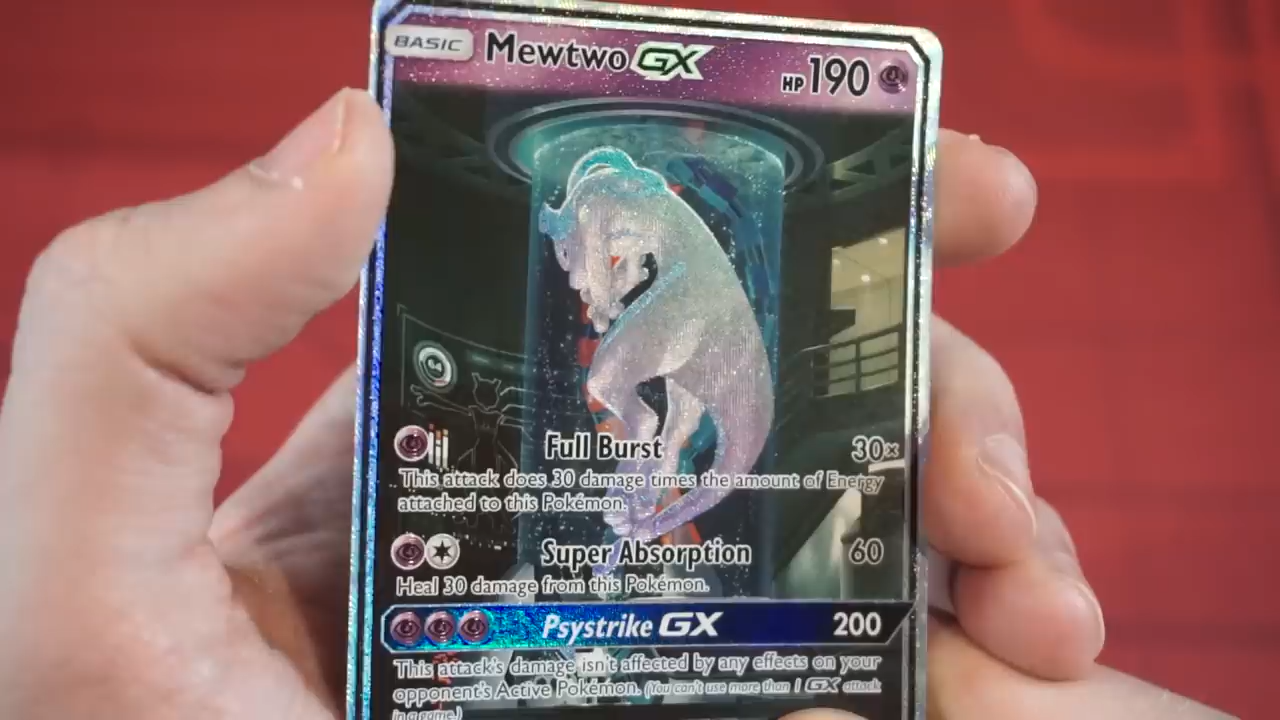 BASIC Mewtwo GX HP 190
Full Burst 30×
This attack does 30 damage times the amount of Energy
attached to this Pokémon.
Super Absorption 60
Heal 30 damage from this Pokémon.
Psystrike GX 200
This attack's damage isn't affected by any effects on your
opponent's Active Pokémon. (You can't use more than 1 GX attack
in a game.)